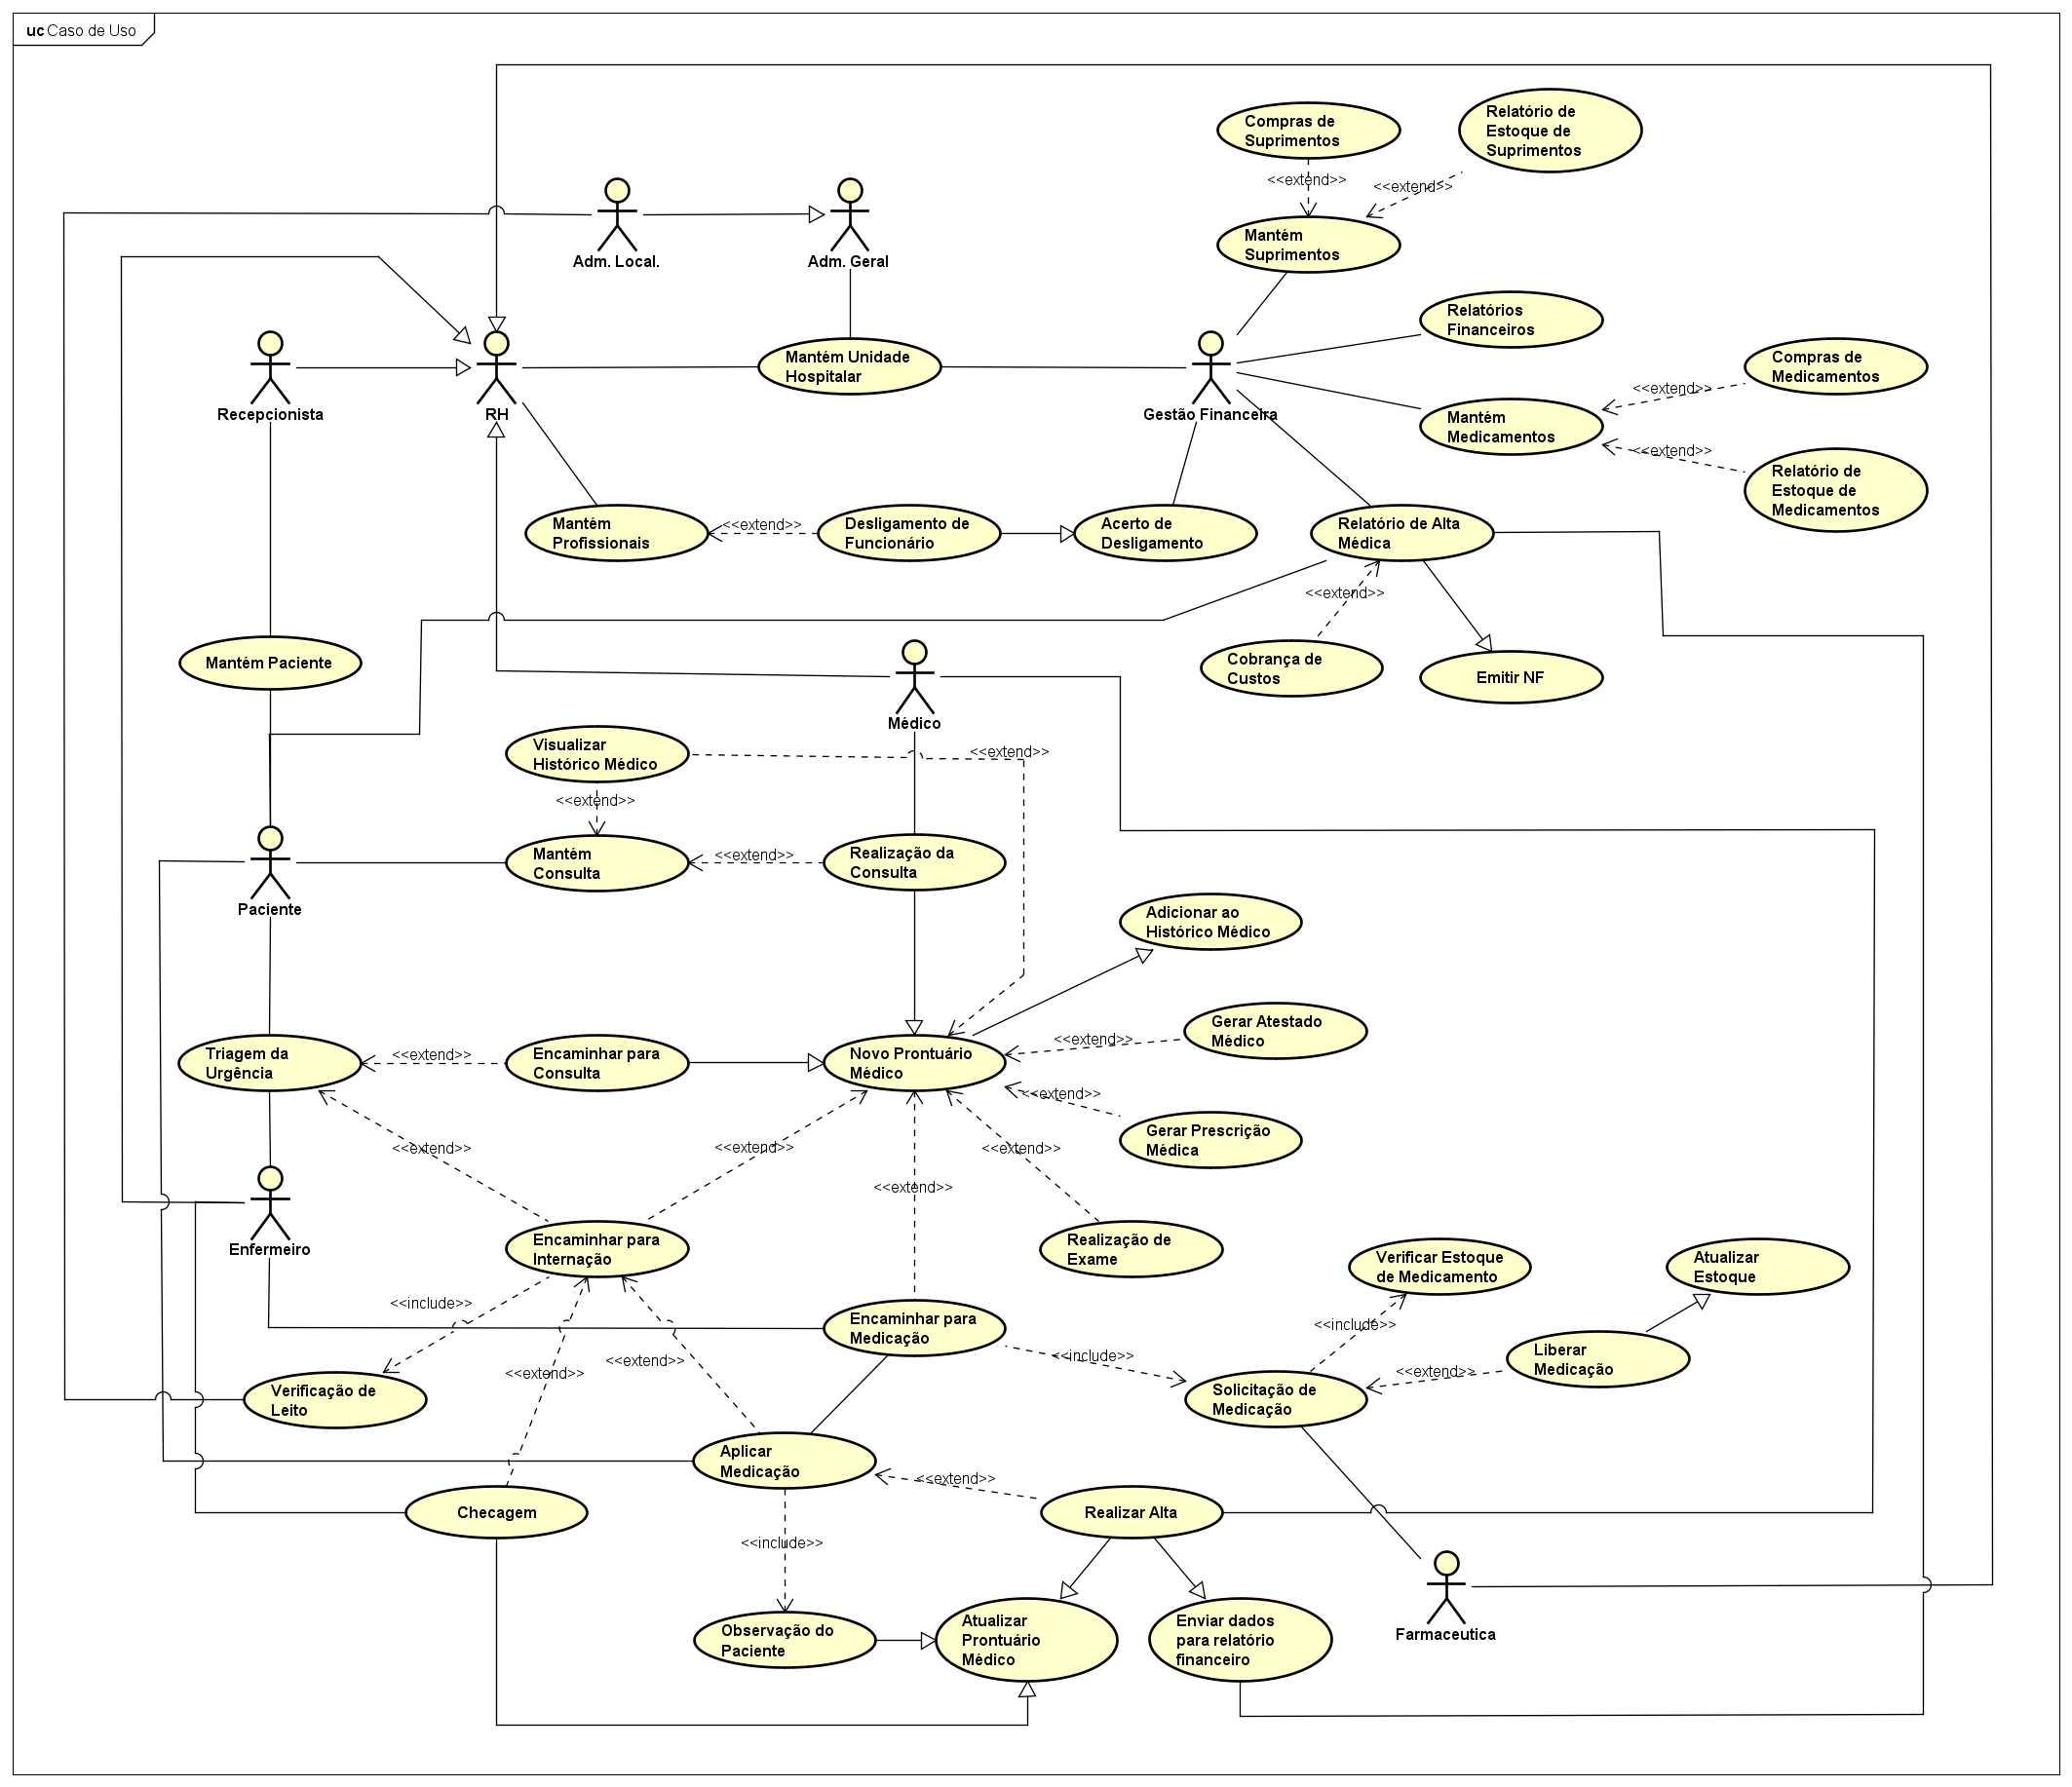 uc Caso de Uso
Compras de
Suprimentos
Relatório de
Estoque de
Suprimentos
<<extend>>
<<extend>>
Adm. Local.
Adm. Geral
Mantém
Suprimentos
Relatórios
Financeiros
Recepcionista
RH
Mantém Unidade
Hospitalar
Gestão Financeira
Compras de
Medicamentos
<<extend>>
Mantém
Medicamentos
<<extend>>
Relatório de
Estoque de
Medicamentos
Mantém
Profissionais
<<extend>>
Desligamento de
Funcionário
Acerto de
Desligamento
Relatório de Alta
Médica
<<extend>>
Mantém Paciente
Cobrança de
Custos
Emitir NF
Médico
Visualizar
Histórico Médico
<<extend>>
<<extend>>
Paciente
Mantém
Consulta
<<extend>>
Realização da
Consulta
Adicionar ao
Histórico Médico
Gerar Atestado
Médico
<<extend>>
Triagem da
Urgência
<<extend>>
Encaminhar para
Consulta
Novo Prontuário
Médico
<<extend>>
Gerar Prescrição
Médica
<<extend>>
<<extend>>
<<extend>>
<<extend>>
Enfermeiro
Encaminhar para
Internação
Realização de
Exame
Verificar Estoque
de Medicamento
Atualizar
Estoque
<<include>>
Encaminhar para
Medicação
<<include>>
<<include>>
Liberar
Medicação
<<extend>>
<<extend>>
<<extend>>
Verificação de
Leito
Solicitação de
Medicação
Aplicar
Medicação
<<extend>>
Checagem
Realizar Alta
<<include>>
Observação do
Paciente
Atualizar
Prontuário
Médico
Enviar dados
para relatório
financeiro
Farmaceutica